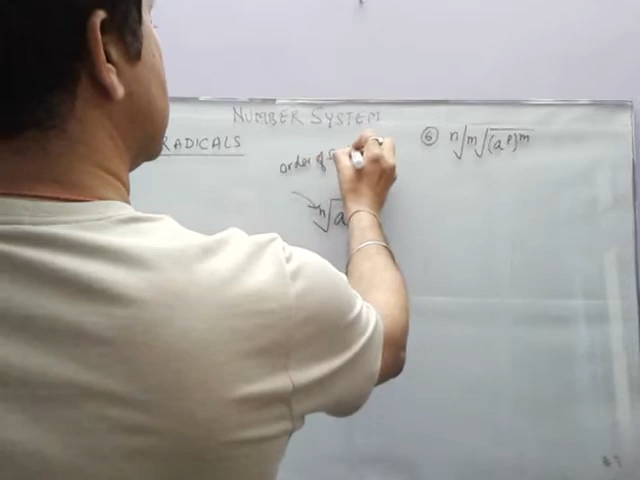 NUMBER SYSTEM
RADICALS
order of
ⁿ√a
⑥ ⁿ√ᵐ√(aᵖ)ᵐ